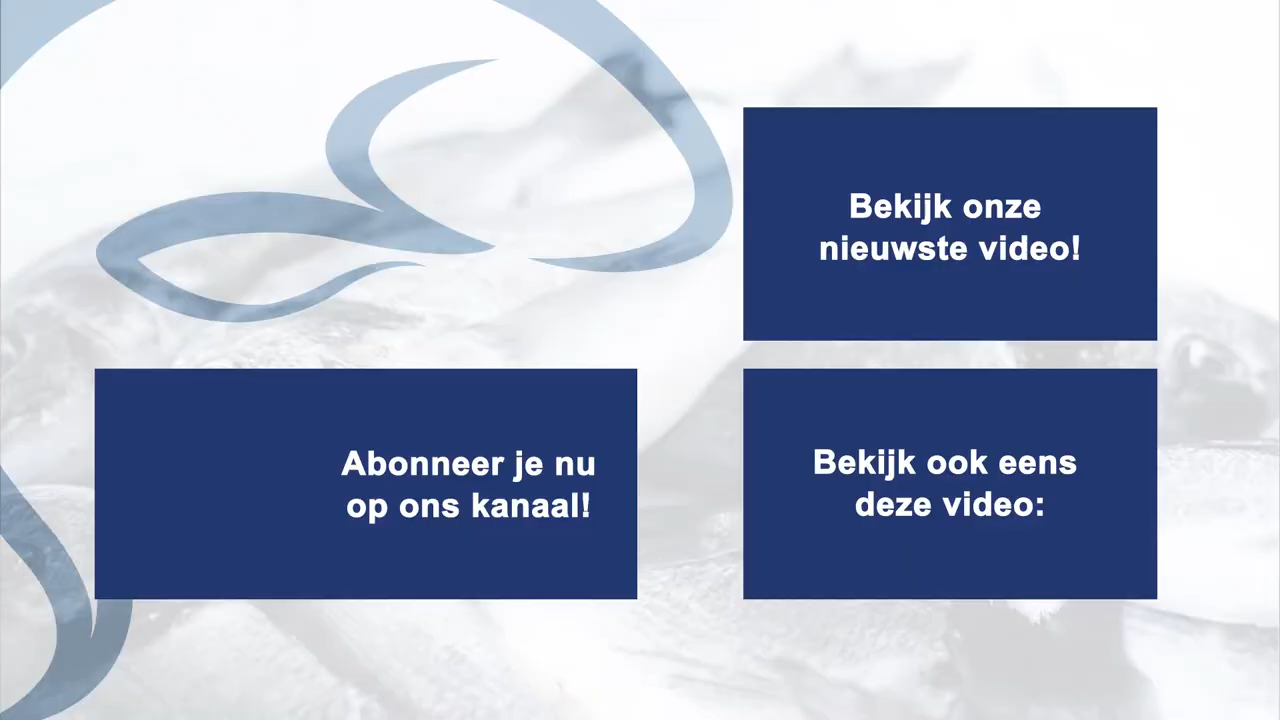 Bekijk onze
nieuwste video!
Abonneer je nu
op ons kanaal!
Bekijk ook eens
deze video: